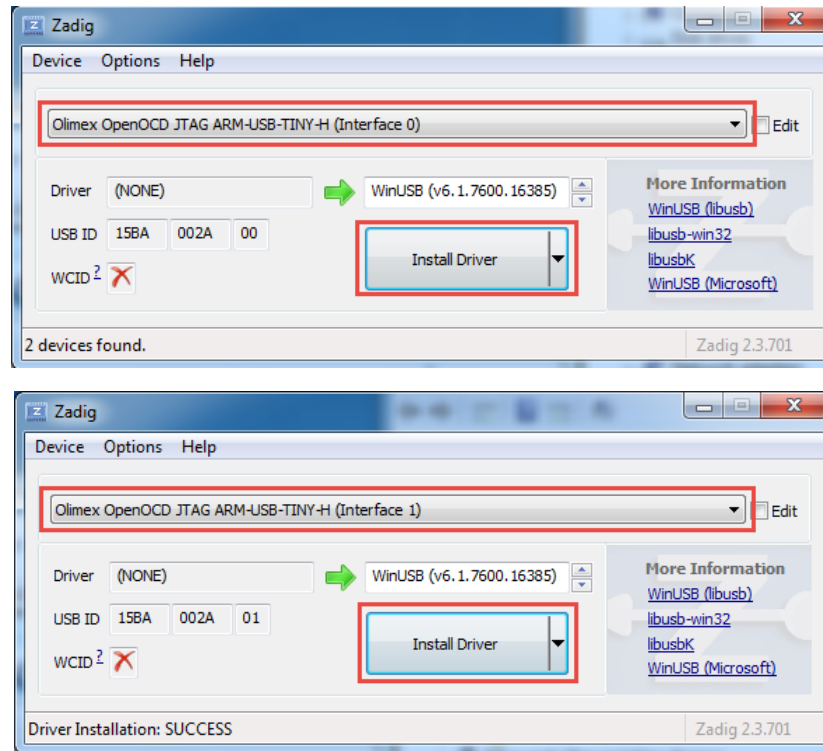 Zadig
Device Options Help
Olimex OpenOCD JTAG ARM-USB-TINY-H (Interface 0)
Edit
Driver (NONE) WinUSB (v6.1.7600.16385)
More Information
WinUSB (libusb)
USB ID 15BA 002A 00
libusb-win32
Install Driver
libusbK
WCID ?
WinUSB (Microsoft)
2 devices found.
Zadig 2.3.701
Zadig
Device Options Help
Olimex OpenOCD JTAG ARM-USB-TINY-H (Interface 1)
Edit
Driver (NONE) WinUSB (v6.1.7600.16385)
More Information
WinUSB (libusb)
USB ID 15BA 002A 01
libusb-win32
Install Driver
libusbK
WCID ?
WinUSB (Microsoft)
Driver Installation: SUCCESS
Zadig 2.3.701